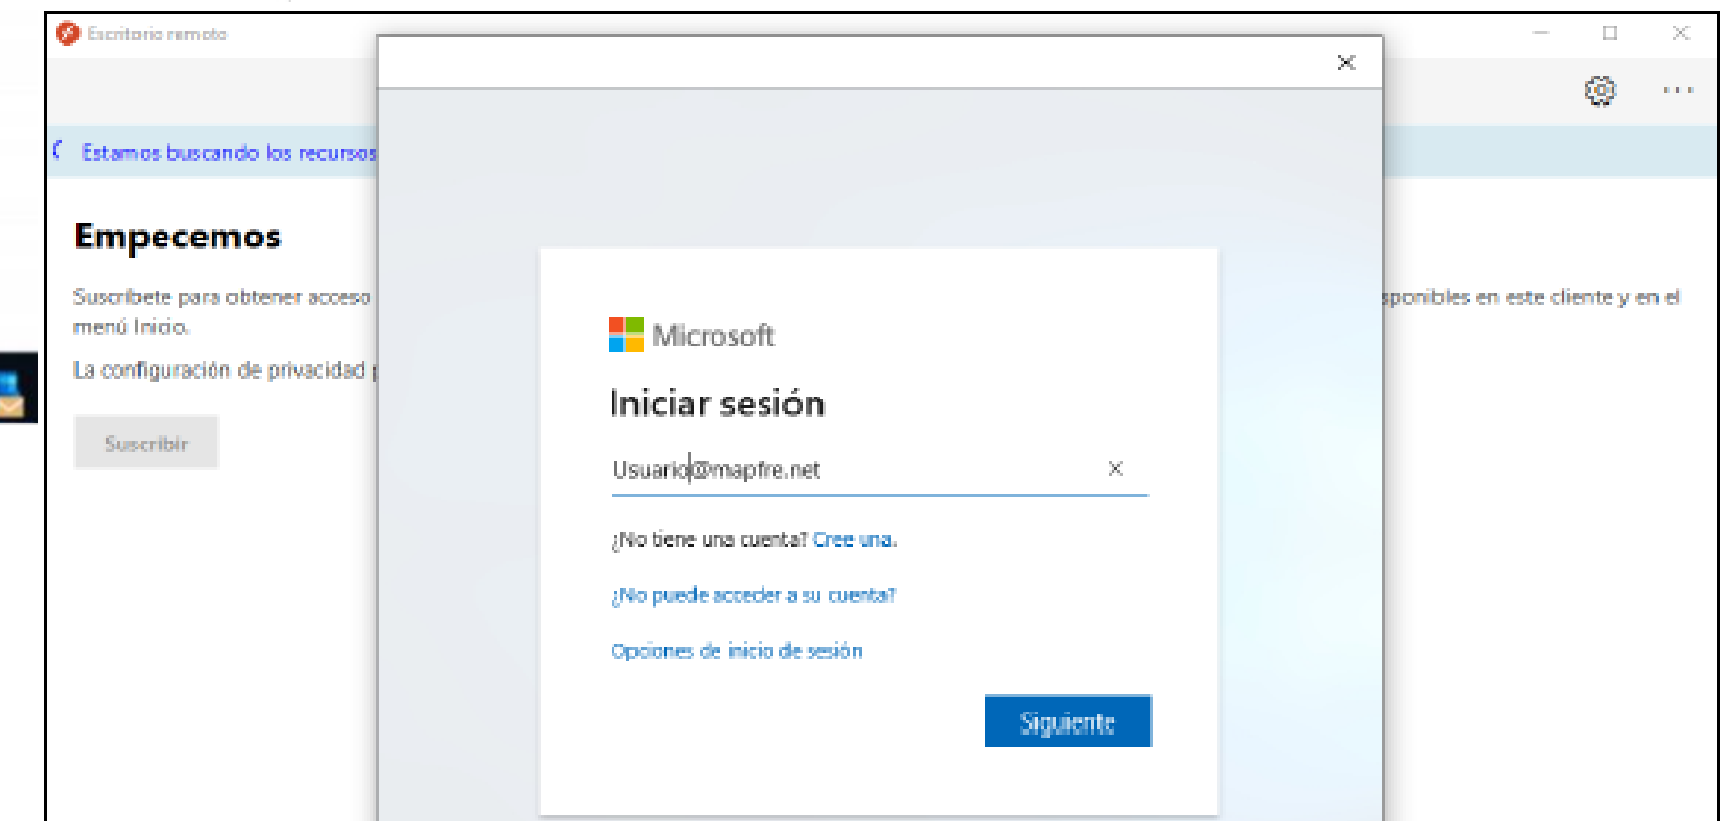 Escritorio remoto
Estamos buscando los recursos
Empecemos
Suscríbete para obtener acceso
sponibles en este cliente y en el
menú Inicio.
La configuración de privacidad p
Suscribir
Microsoft
Iniciar sesión
Usuario@mapfre.net
¿No tiene una cuenta? Cree una.
¿No puede acceder a su cuenta?
Opciones de inicio de sesión
Siguiente